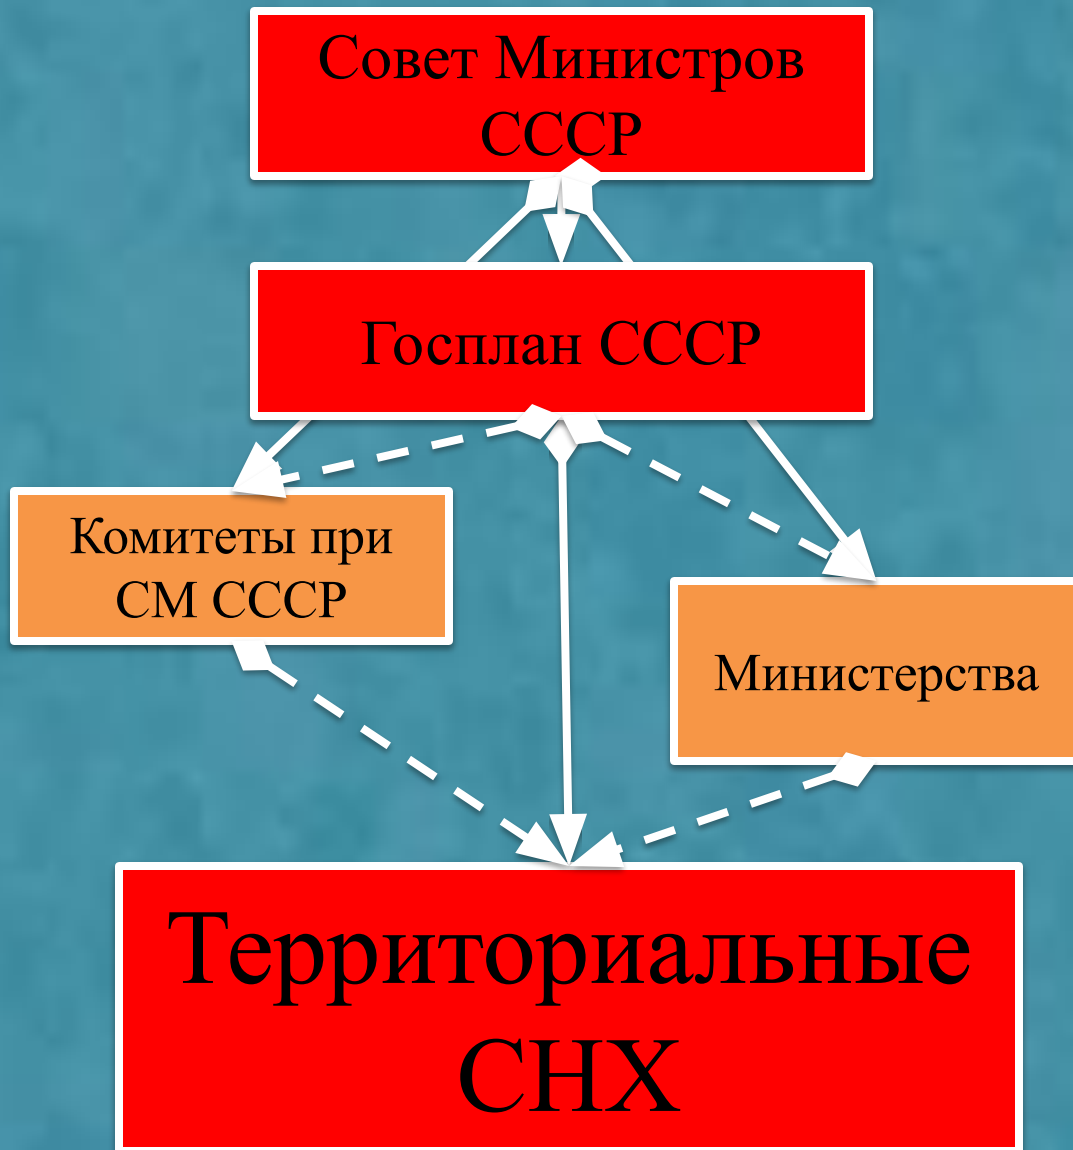 Совет Министров
СССР
Госплан СССР
Комитеты при
СМ СССР
Министерства
Территориальные
СНХ